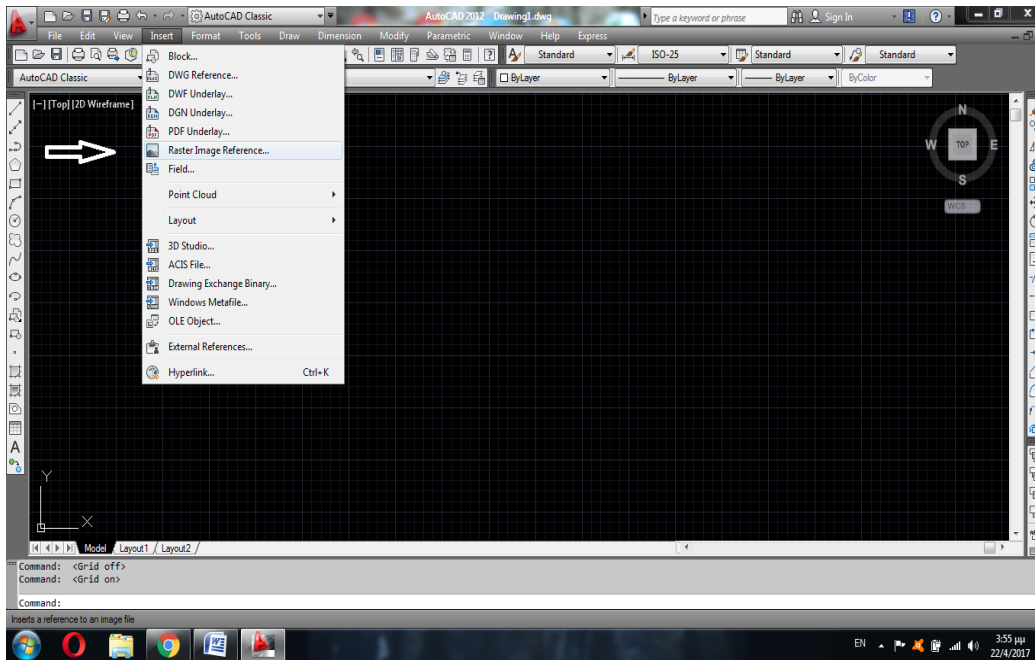 AutoCAD Classic AutoCAD 2012 Drawing1.dwg Type a keyword or phrase Sign In
File Edit View Insert Format Tools Draw Dimension Modify Parametric Window Help Express
Standard ISO-25 Standard Standard
AutoCAD Classic ByLayer ByLayer ByLayer ByColor
Block...
DWG Reference...
DWF Underlay...
DGN Underlay...
PDF Underlay...
Raster Image Reference...
Field...
Point Cloud
Layout
3D Studio...
ACIS File...
Drawing Exchange Binary...
Windows Metafile...
OLE Object...
External References...
Hyperlink... Ctrl+K
[-] [Top] [2D Wireframe]
N
W TOP E
S
WCS
A
Y
X
Model Layout1 Layout2
Command: <Grid off>
Command: <Grid on>
Command:
Inserts a reference to an image file
EN 3:55 μμ
22/4/2017